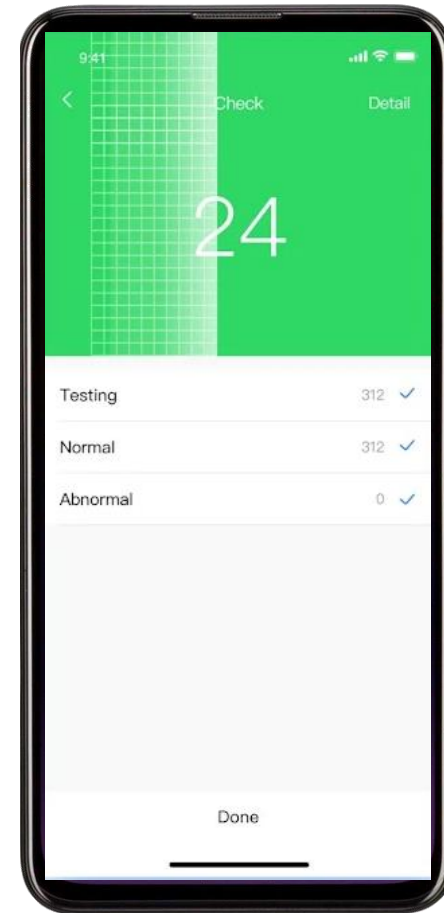 9:41
Check Detail
24
Testing 312
Normal 312
Abnormal 0
Done